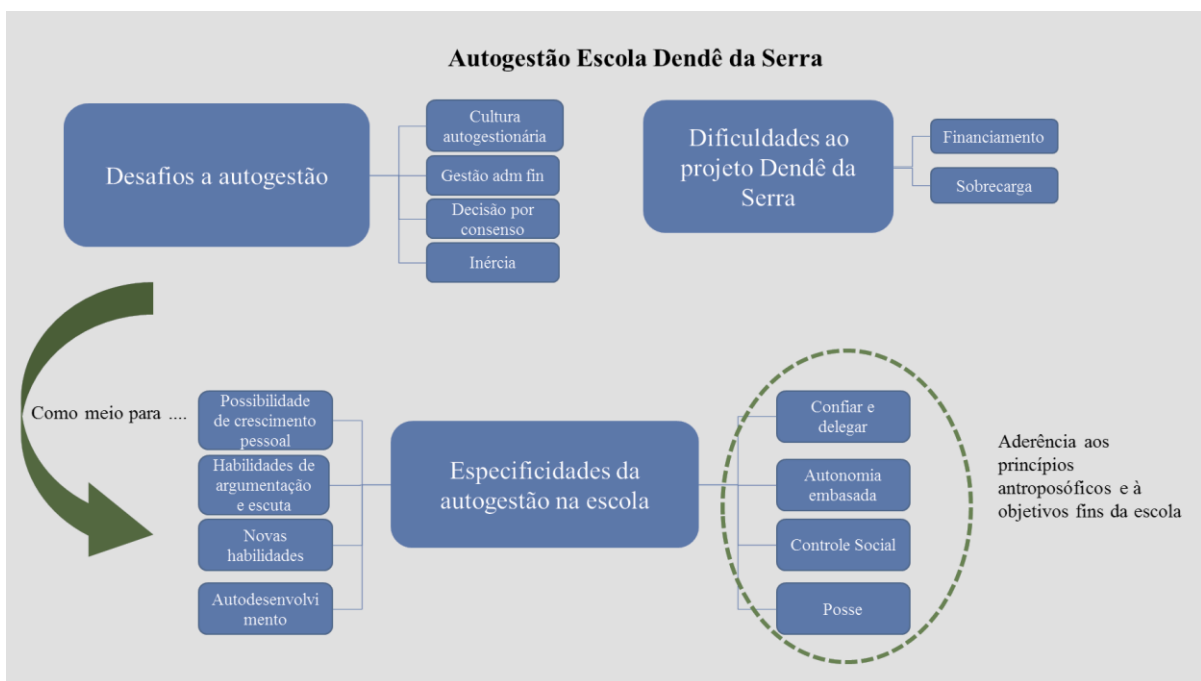 Autogestão Escola Dendê da Serra
Desafios a autogestão
Cultura
autogestionária
Gestão adm fin
Decisão por
consenso
Inércia
Dificuldades ao
projeto Dendê da
Serra
Financiamento
Sobrecarga
Como meio para ....
Possibilidade
de crescimento
pessoal
Habilidades de
argumentação
e escuta
Novas
habilidades
Autodesenvolvi
mento
Especificidades da
autogestão na escola
Confiar e
delegar
Autonomia
embasada
Controle Social
Posse
Aderência aos
princípios
antroposóficos e à
objetivos fins da escola